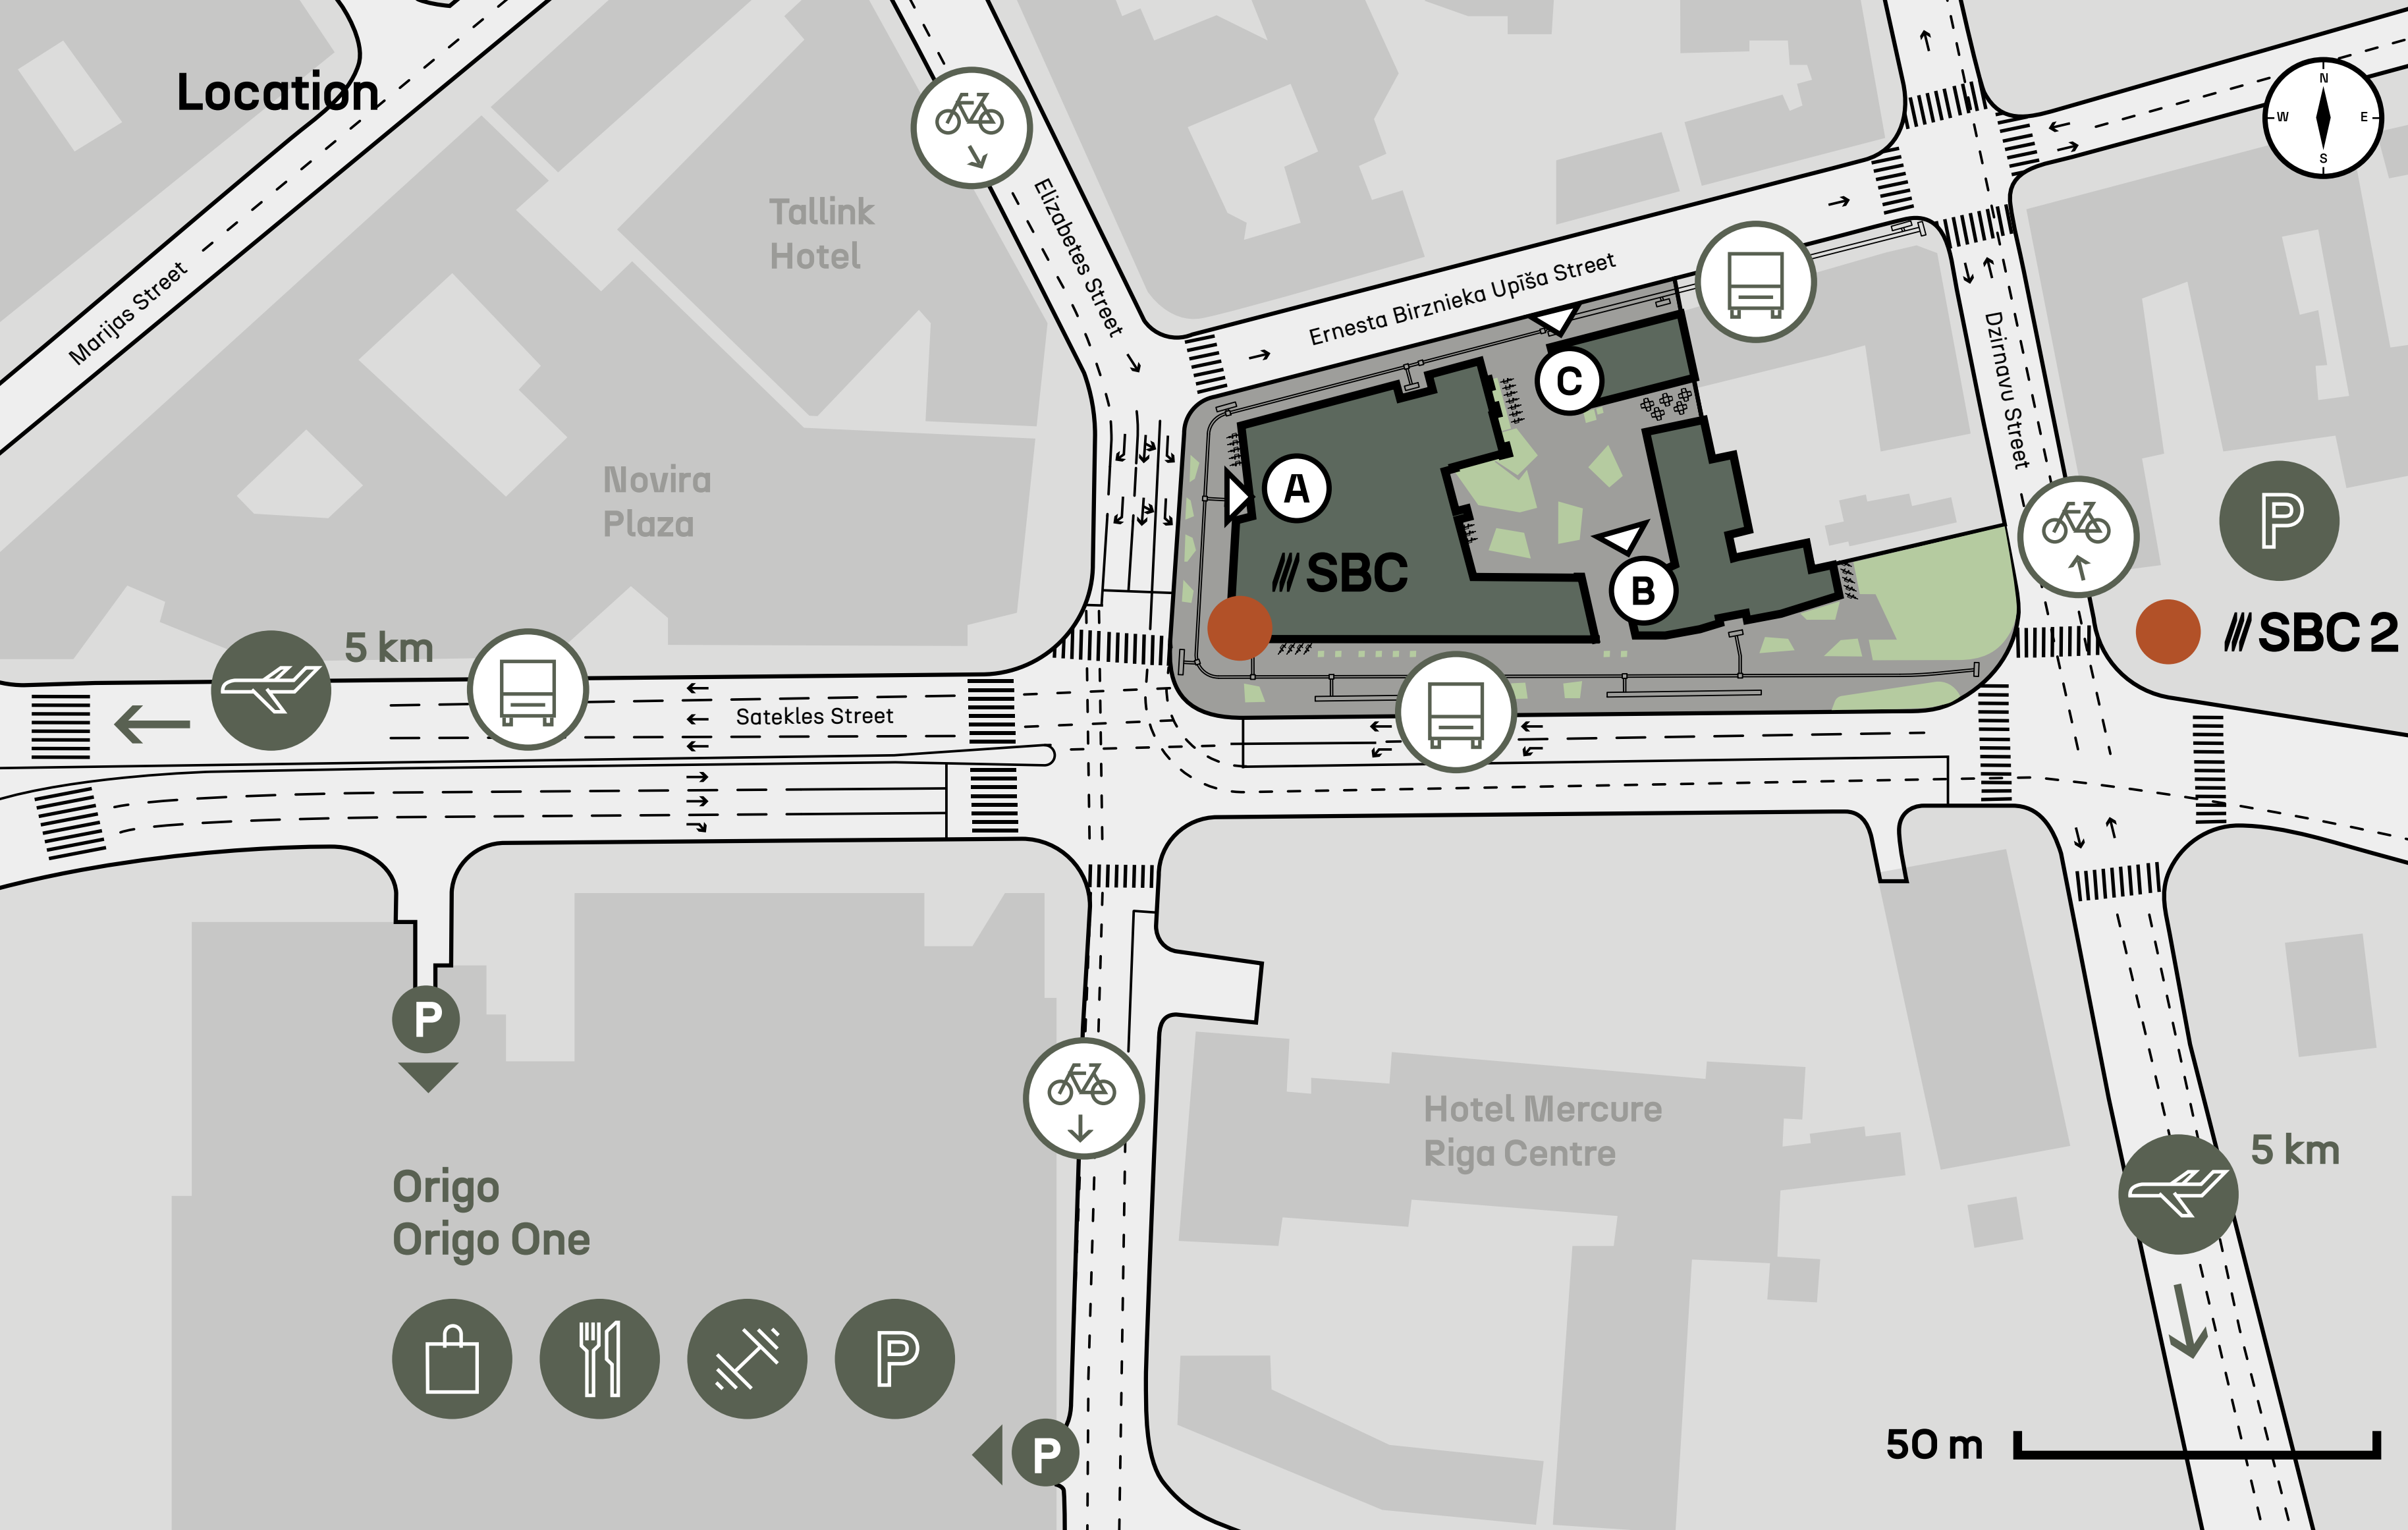 Location
N
W
E
S
Tallink
Hotel
Elizabetes Street
Ernesta Birznieka Upīša Street
Marijas Street
Dzirnavu Street
C
A
P
Novira
Plaza
SBC
B
SBC 2
5 km
Satekles Street
P
Hotel Mercure
Riga Centre
5 km
Origo
Origo One
P
P
50 m